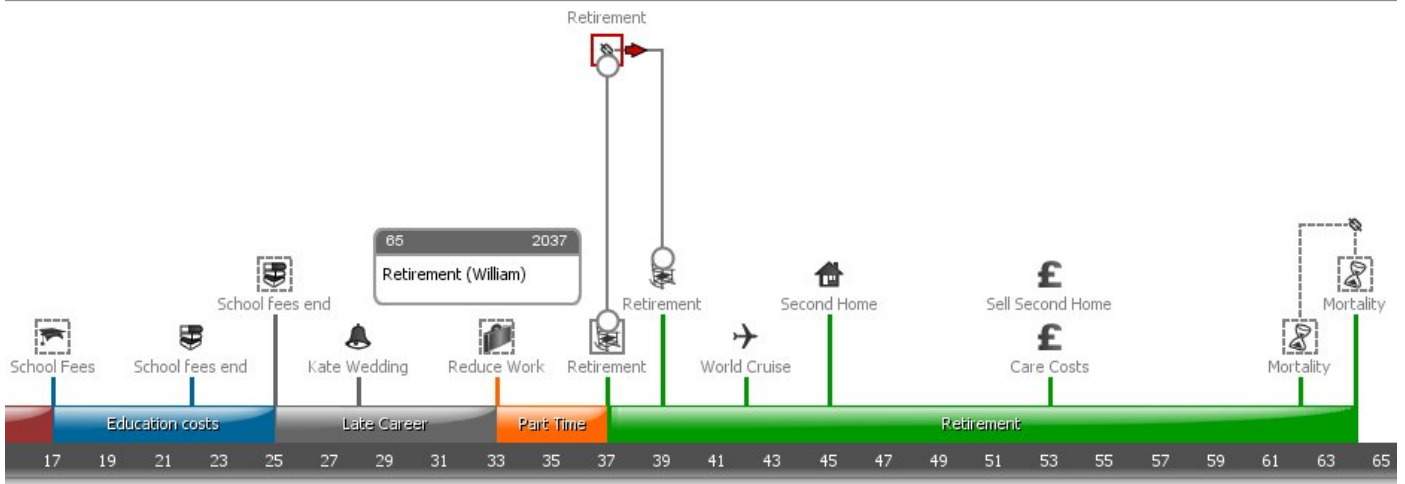 Retirement
65 2037
Retirement (William)
School fees end
Retirement
Second Home
Sell Second Home
Mortality
School Fees
School fees end
Kate Wedding
Reduce Work
Retirement
World Cruise
Care Costs
Mortality
Education costs
Late Career
Part Time
Retirement
17 19 21 23 25 27 29 31 33 35 37 39 41 43 45 47 49 51 53 55 57 59 61 63 65